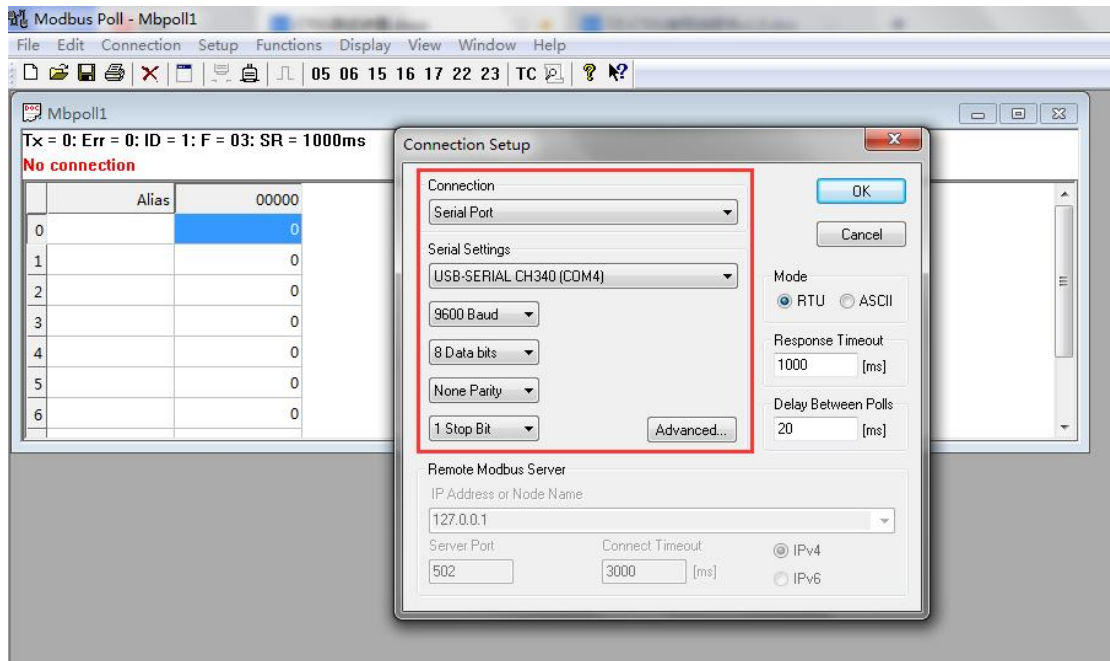 Modbus Poll - Mbpoll1
File Edit Connection Setup Functions Display View Window Help
05 06 15 16 17 22 23 TC
Mbpoll1
Tx = 0: Err = 0: ID = 1: F = 03: SR = 1000ms
No connection
Alias 00000
0 0
1 0
2 0
3 0
4 0
5 0
6 0
Connection Setup
Connection
Serial Port
Serial Settings
USB-SERIAL CH340 (COM4)
9600 Baud
8 Data bits
None Parity
1 Stop Bit
Advanced...
OK
Cancel
Mode
RTU ASCII
Response Timeout
1000 [ms]
Delay Between Polls
20 [ms]
Remote Modbus Server
IP Address or Node Name
127.0.0.1
Server Port Connect Timeout
502 3000 [ms]
IPv4
IPv6